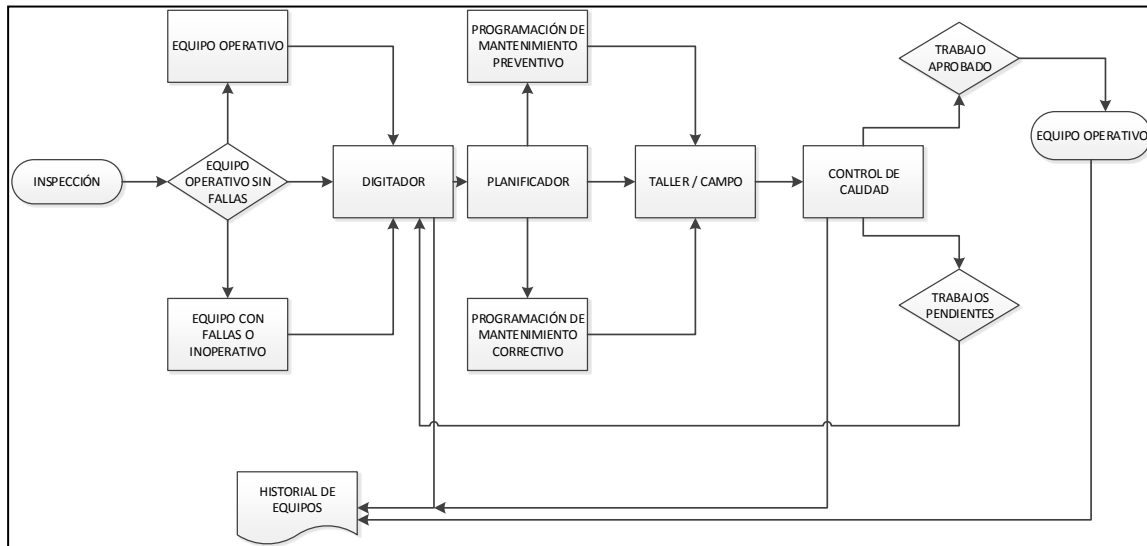 EQUIPO OPERATIVO
PROGRAMACIÓN DE
MANTENIMIENTO
PREVENTIVO
TRABAJO
APROBADO
EQUIPO OPERATIVO
INSPECCIÓN
EQUIPO
OPERATIVO SIN
FALLAS
DIGITADOR
PLANIFICADOR
TALLER / CAMPO
CONTROL DE
CALIDAD
EQUIPO CON
FALLAS O
INOPERATIVO
PROGRAMACIÓN DE
MANTENIMIENTO
CORRECTIVO
TRABAJOS
PENDIENTES
HISTORIAL DE
EQUIPOS